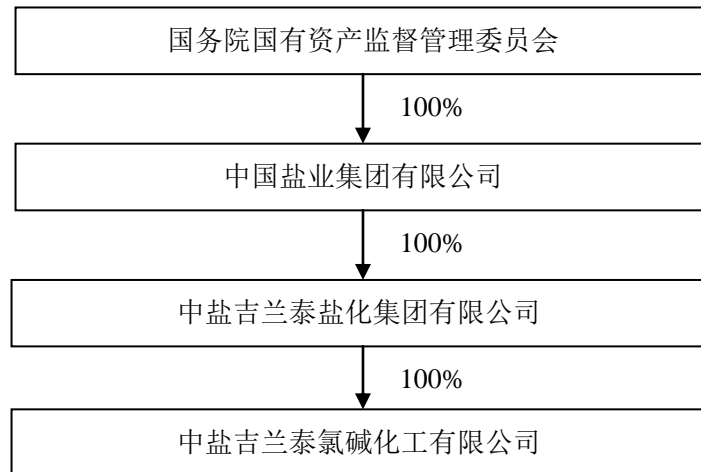 国务院国有资产监督管理委员会
100%
中国盐业集团有限公司
100%
中盐吉兰泰盐化集团有限公司
100%
中盐吉兰泰氯碱化工有限公司